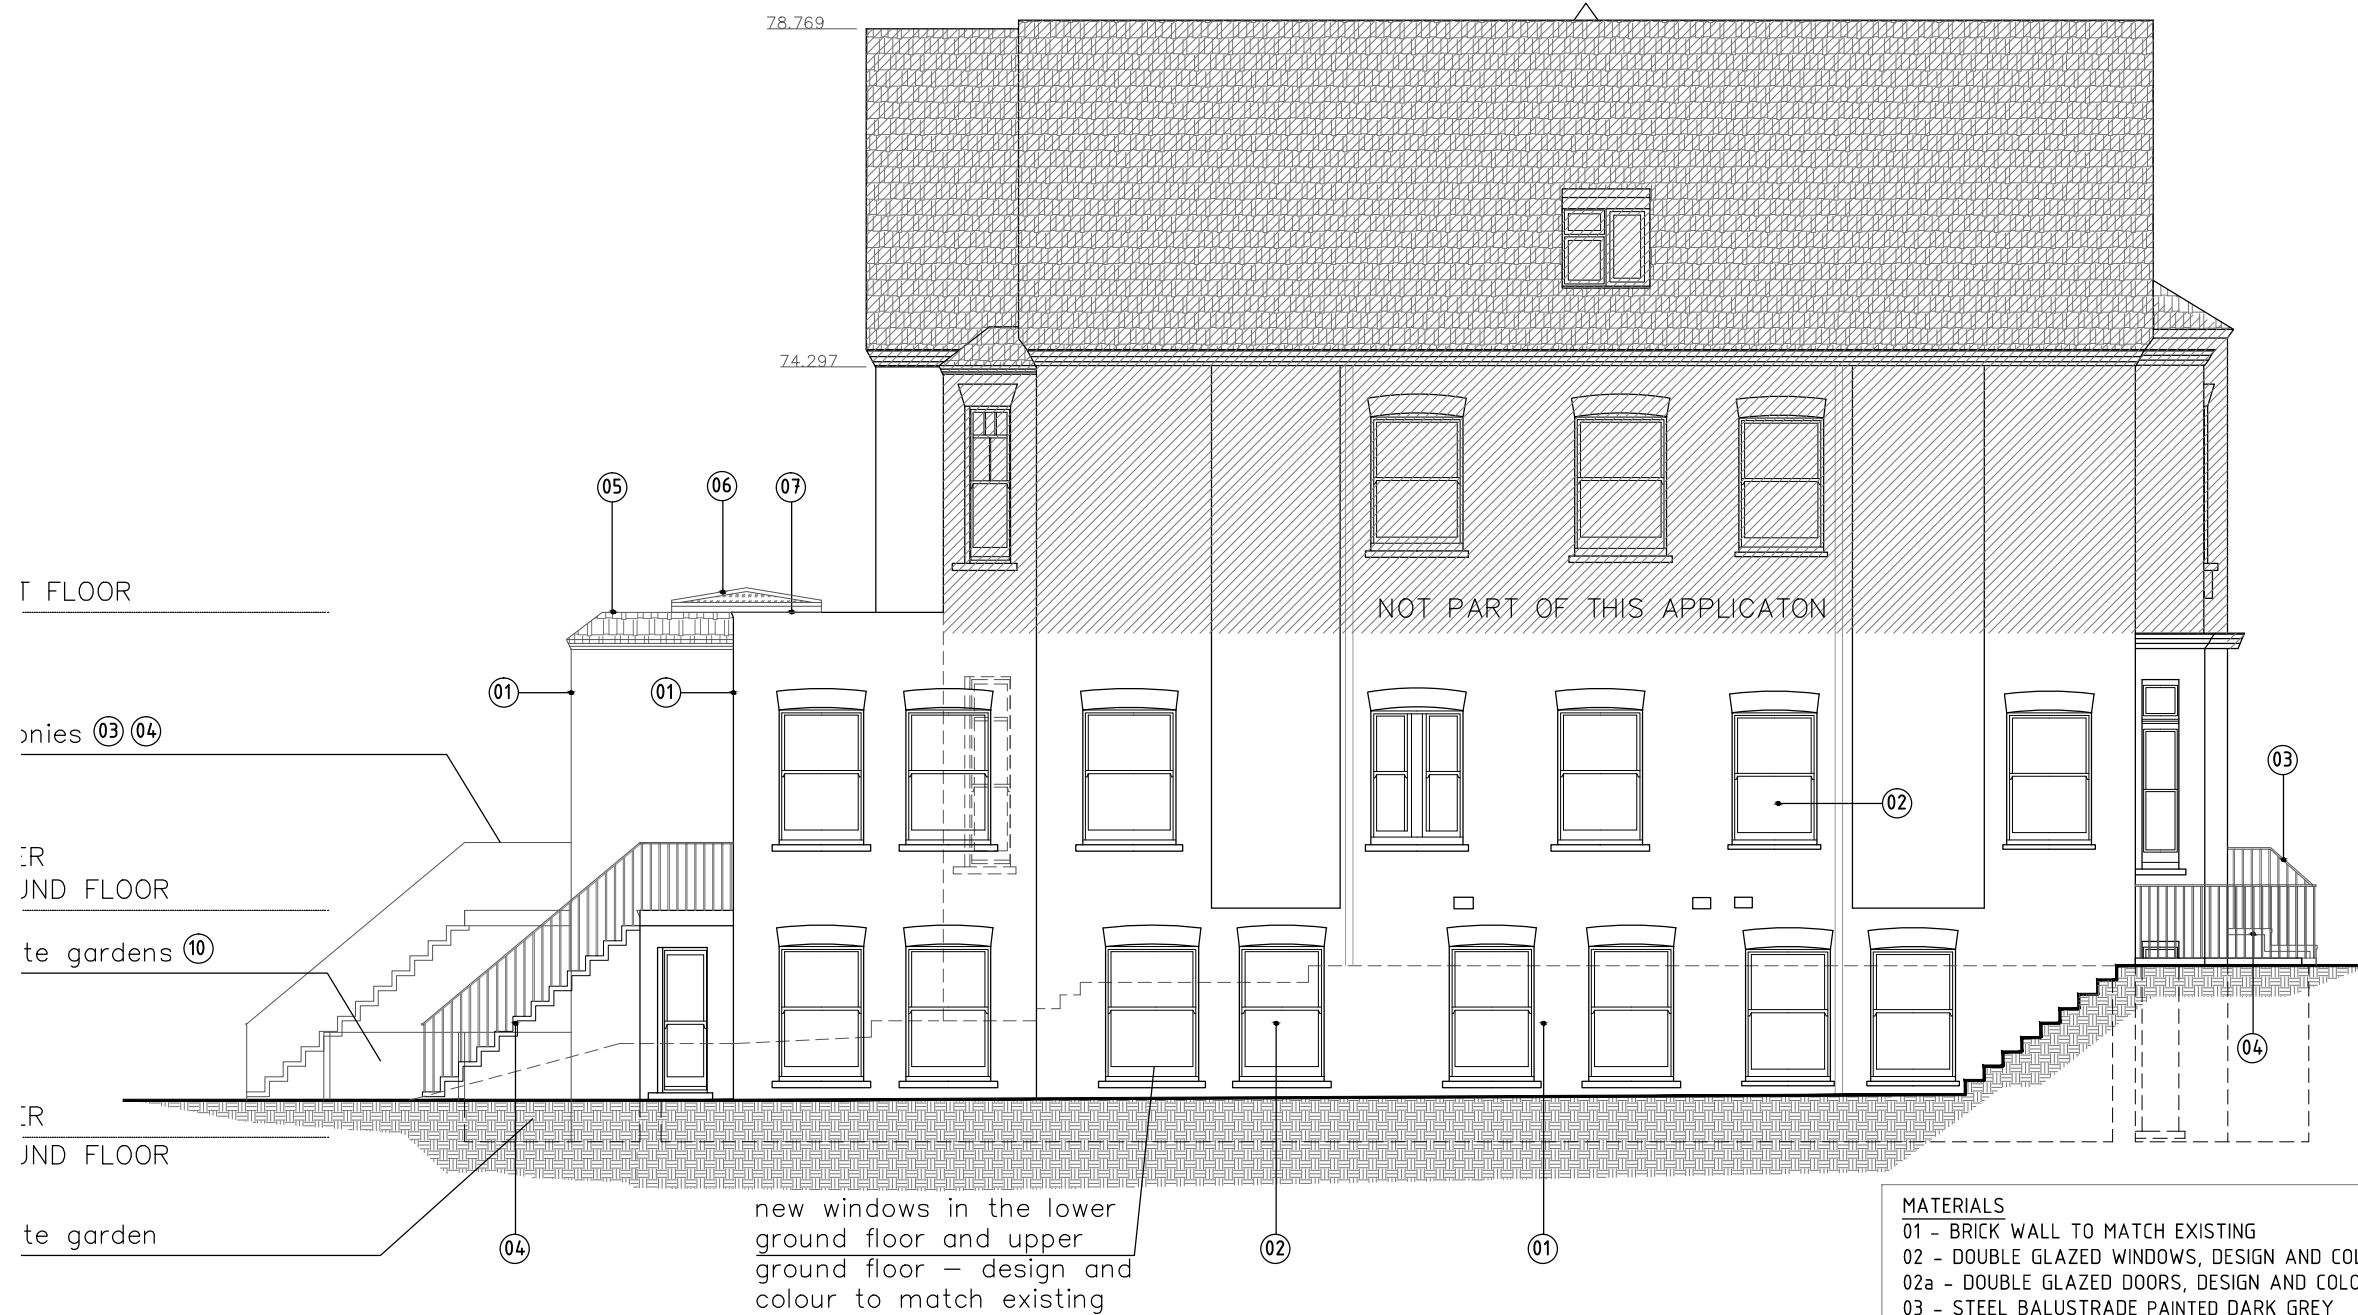 78.769
74.297
05
06
07
T FLOOR
NOT PART OF THIS APPLICATON
01
01
onies 03 04
03
02
ER
UND FLOOR
te gardens 10
04
ER
UND FLOOR
te garden
04
new windows in the lower
ground floor and upper
ground floor – design and
colour to match existing
02
01
MATERIALS
01 - BRICK WALL TO MATCH EXISTING
02 - DOUBLE GLAZED WINDOWS, DESIGN AND COL
02a - DOUBLE GLAZED DOORS, DESIGN AND COLO
03 - STEEL BALUSTRADE PAINTED DARK GREY